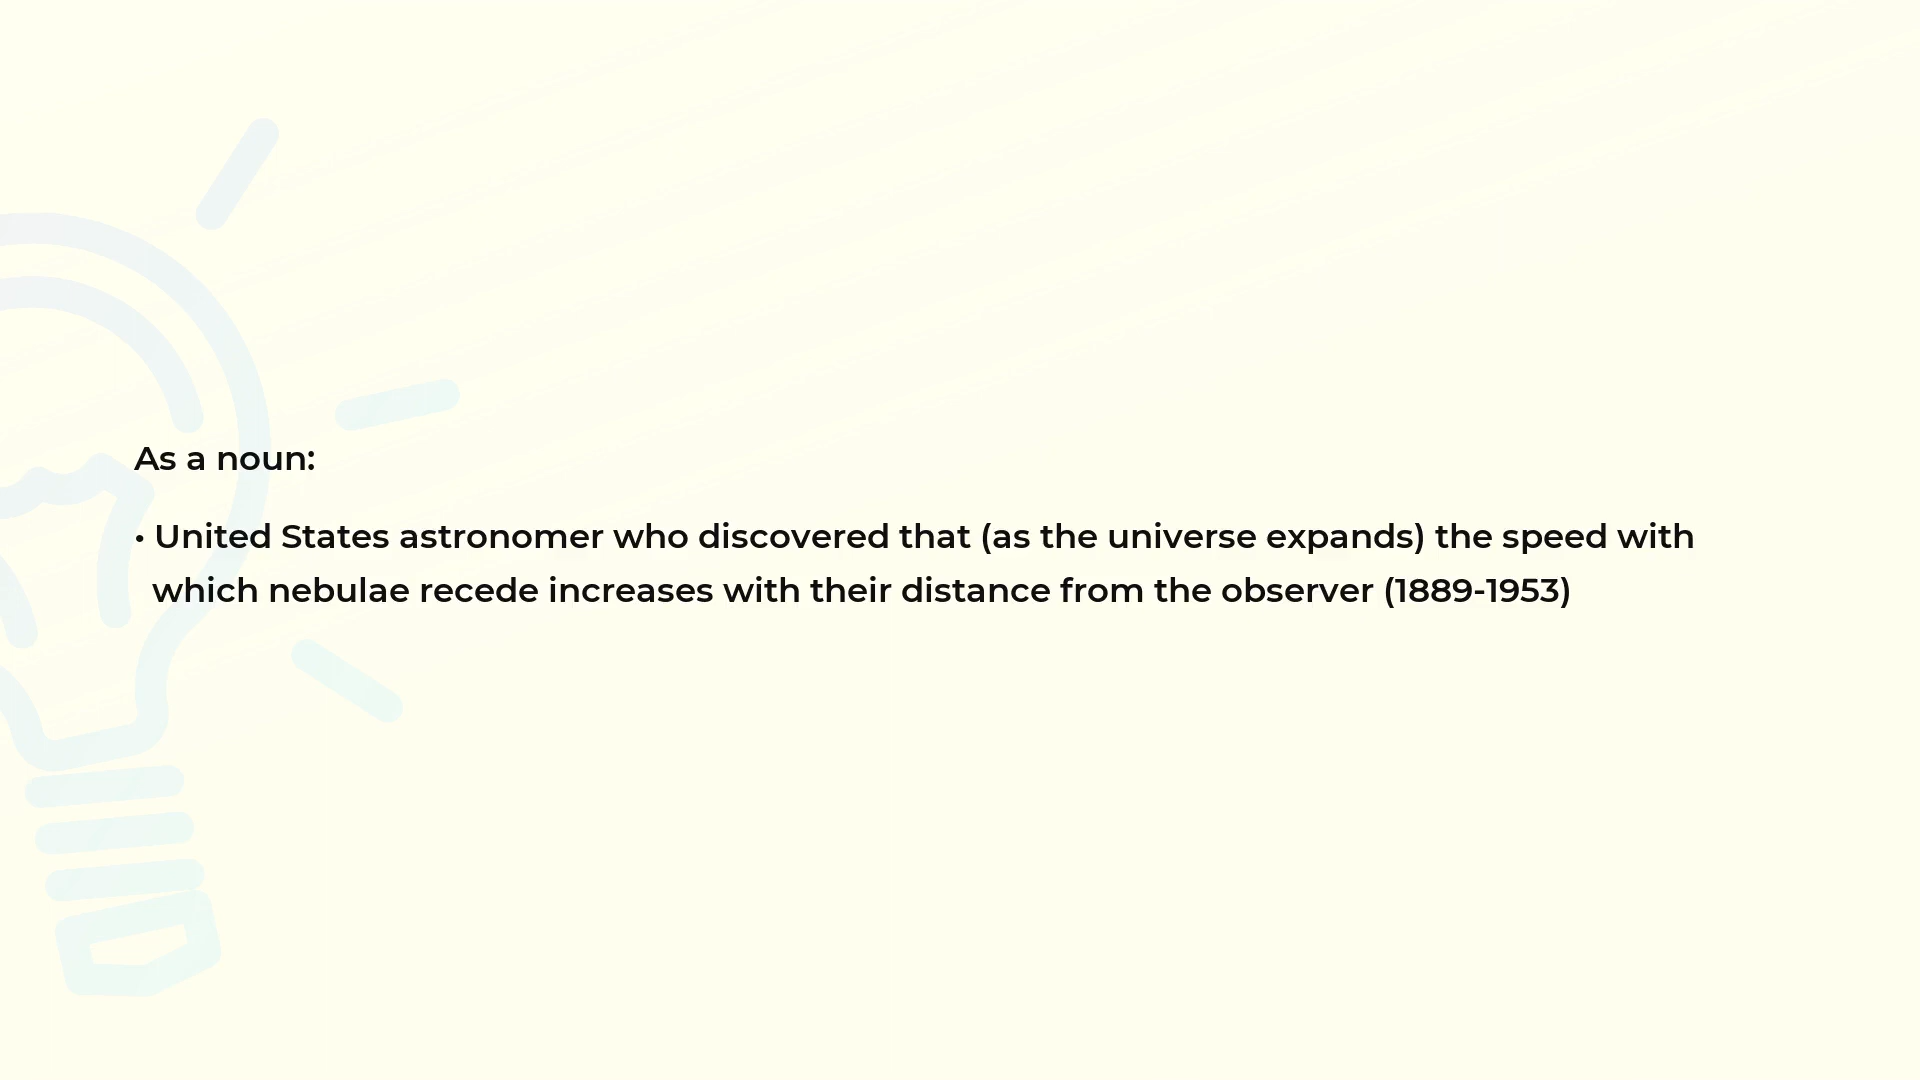 As a noun:
• United States astronomer who discovered that (as the universe expands) the speed with
which nebulae recede increases with their distance from the observer (1889-1953)